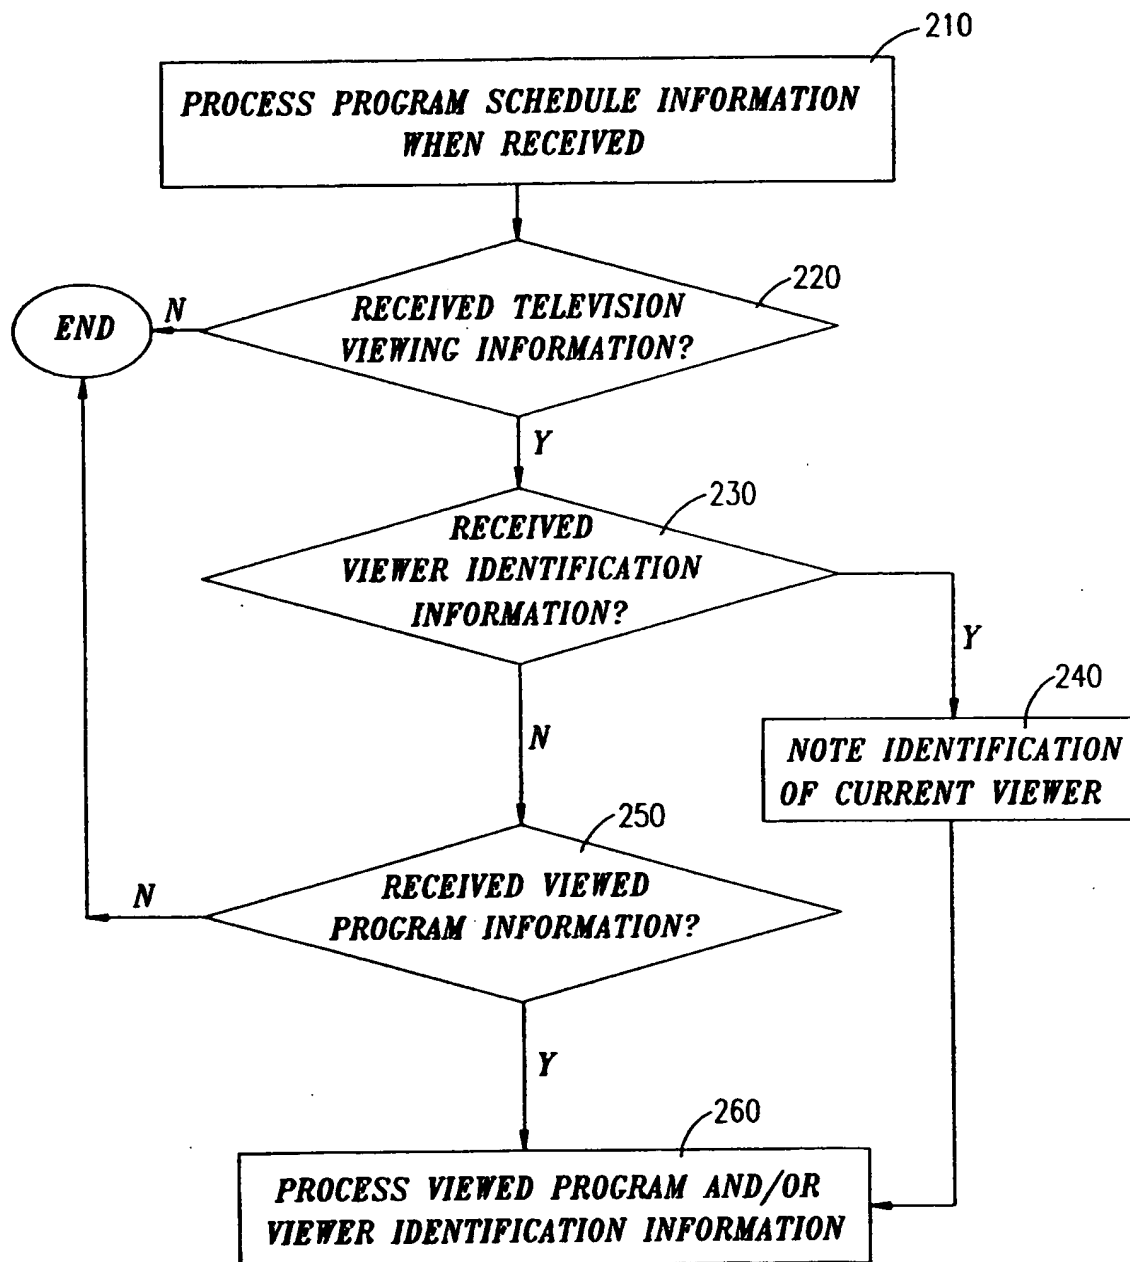 210
PROCESS PROGRAM SCHEDULE INFORMATION
WHEN RECEIVED
220
RECEIVED TELEVISION
VIEWING INFORMATION?
N
END
Y
230
RECEIVED
VIEWER IDENTIFICATION
INFORMATION?
Y
N
240
NOTE IDENTIFICATION
OF CURRENT VIEWER
250
RECEIVED VIEWED
PROGRAM INFORMATION?
N
Y
260
PROCESS VIEWED PROGRAM AND/OR
VIEWER IDENTIFICATION INFORMATION